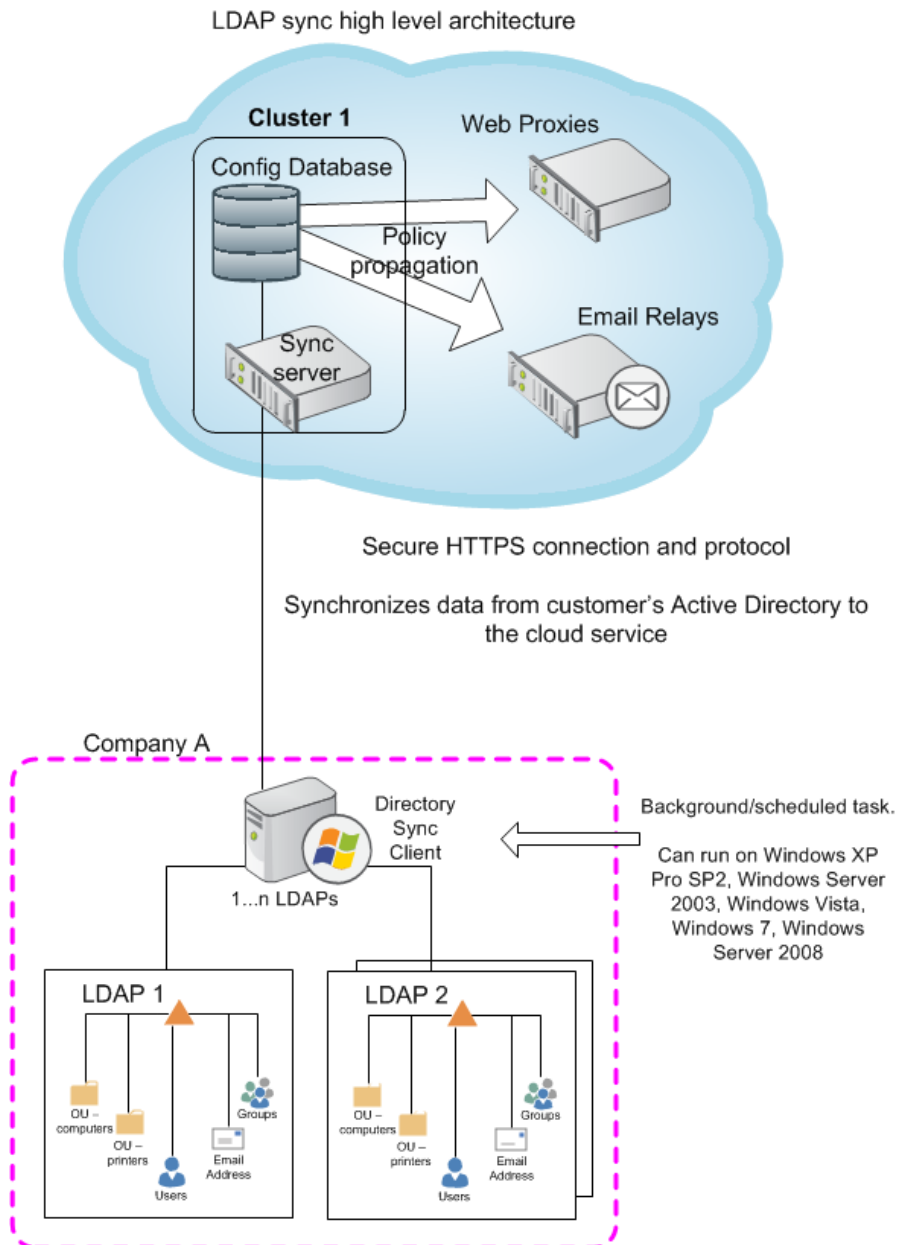 LDAP sync high level architecture
Cluster 1
Config Database
Web Proxies
Policy
propagation
Email Relays
Sync
server
Secure HTTPS connection and protocol
Synchronizes data from customer's Active Directory to
the cloud service
Company A
Directory
Sync
Client
1...n LDAPs
Background/scheduled task.
Can run on Windows XP
Pro SP2, Windows Server
2003, Windows Vista,
Windows 7, Windows
Server 2008
LDAP 1
OU –
computers
OU –
printers
Users
Email
Address
Groups
LDAP 2
OU –
computers
OU –
printers
Users
Email
Address
Groups